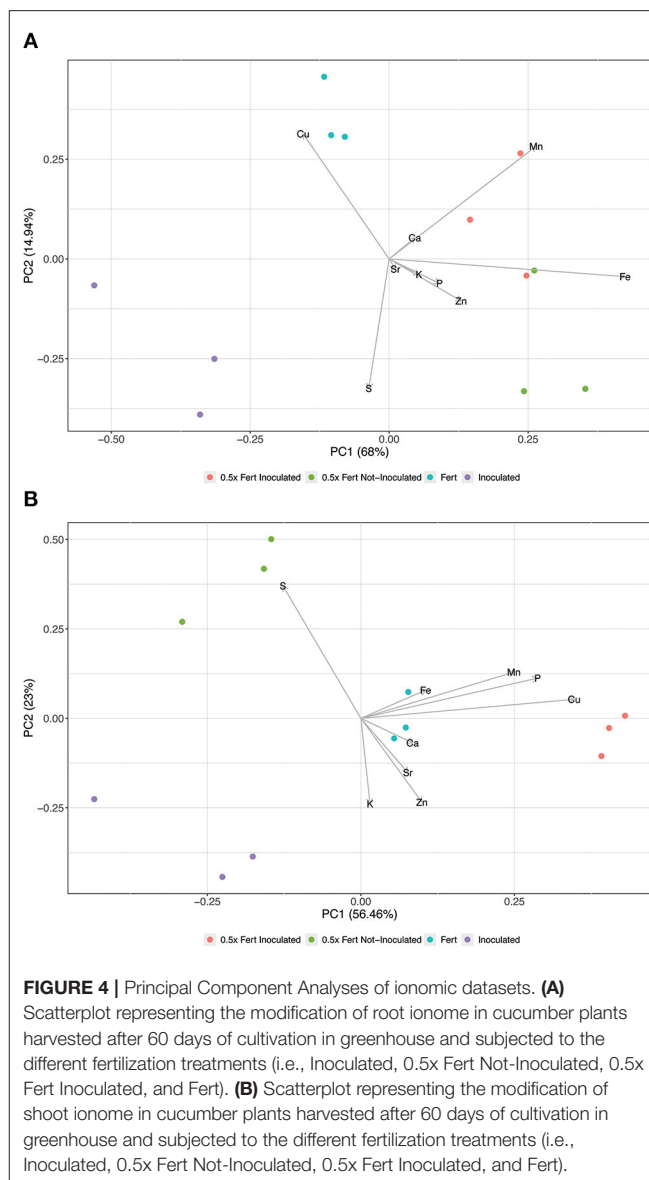 A
0.25
0.00
−0.25
PC2 (14.94%)
Cu
Mn
Ca
Sr
K
P
Fe
Zn
S
−0.50
−0.25
0.00
0.25
PC1 (68%)
0.5x Fert Inoculated
0.5x Fert Not−Inoculated
Fert
Inoculated
B
0.50
0.25
0.00
−0.25
PC2 (23%)
S
Fe
Mn
P
Cu
Ca
Sr
K
Zn
−0.25
0.00
0.25
PC1 (56.46%)
0.5x Fert Inoculated
0.5x Fert Not−Inoculated
Fert
Inoculated
FIGURE 4 | Principal Component Analyses of ionomic datasets. (A)
Scatterplot representing the modification of root ionome in cucumber plants
harvested after 60 days of cultivation in greenhouse and subjected to the
different fertilization treatments (i.e., Inoculated, 0.5x Fert Not-Inoculated, 0.5x
Fert Inoculated, and Fert). (B) Scatterplot representing the modification of
shoot ionome in cucumber plants harvested after 60 days of cultivation in
greenhouse and subjected to the different fertilization treatments (i.e.,
Inoculated, 0.5x Fert Not-Inoculated, 0.5x Fert Inoculated, and Fert).